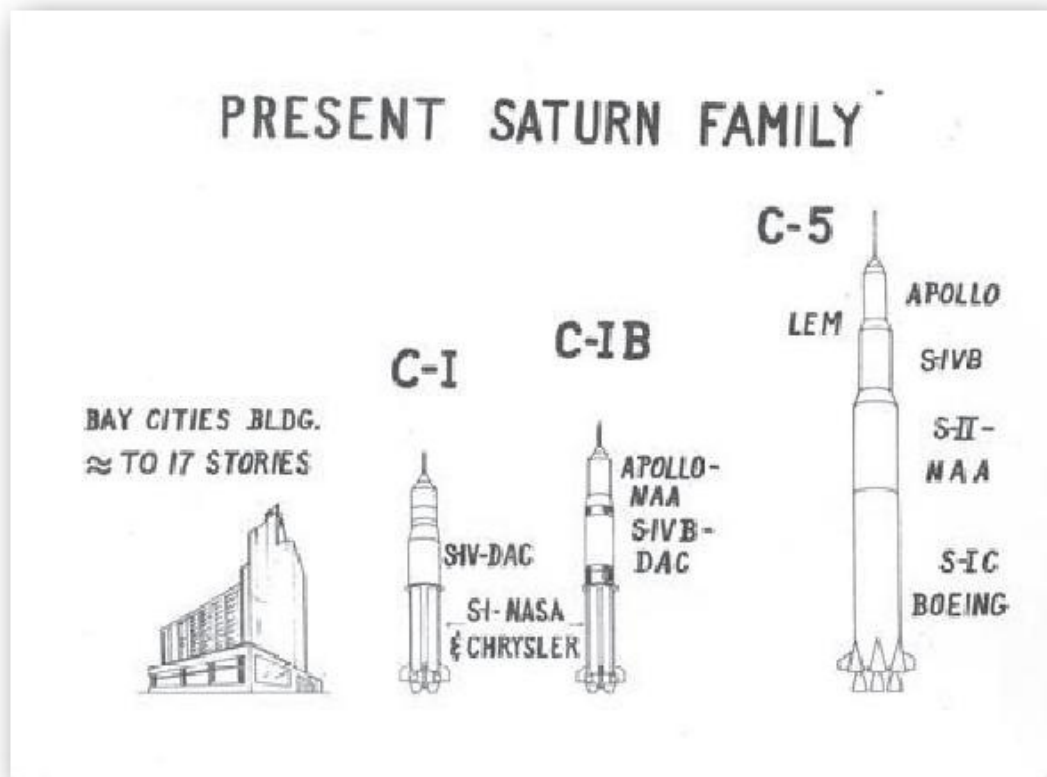 PRESENT SATURN FAMILY
C-5
APOLLO
LEM
S-IVB
S-II-
NAA
S-IC
BOEING
C-IB
APOLLO-
NAA
S-IVB-
DAC
C-I
S-IV-DAC
S-I-NASA
& CHRYSLER
BAY CITIES BLDG.
≈ TO 17 STORIES